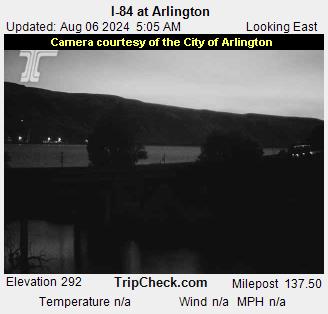 I-84 at Arlington
Updated: Aug 06 2024 5:05 AM Looking East
Camera courtesy of the City of Arlington
Elevation 292 TripCheck.com Milepost 137.50
Temperature n/a Wind n/a MPH n/a